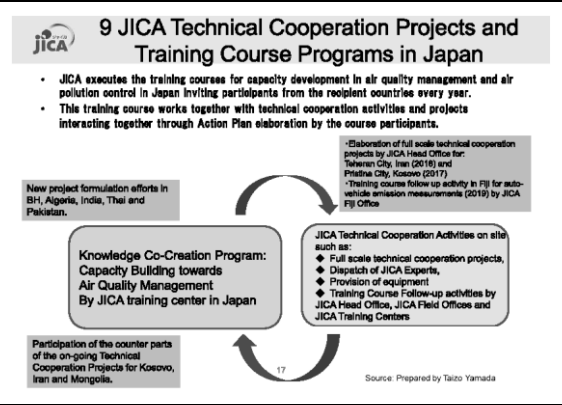 JICA
9 JICA Technical Cooperation Projects and
Training Course Programs in Japan
• JICA executes the training courses for capacity development in air quality management and air
pollution control in Japan inviting participants from the recipient countries every year.
• This training course works together with technical cooperation activities and projects
interacting together through Action Plan elaboration by the course participants.
・Elaboration of full scale technical cooperation
projects by JICA Head Office for:
Teheran City, Iran (2016) and
Pristina City, Kosovo (2017)
・Training course follow up activity in Fiji for auto-
vehicle emission measurements (2019) by JICA
Fiji Office
New project formulation efforts in
BH, Algeria, India, Thai and
Pakistan.
Knowledge Co-Creation Program:
Capacity Building towards
Air Quality Management
By JICA training center in Japan
JICA Technical Cooperation Activities on site
such as:
◆ Full scale technical cooperation projects,
◆ Dispatch of JICA Experts,
◆ Provision of equipment
◆ Training Course Follow-up activities by
JICA Head Office, JICA Field Offices and
JICA Training Centers
Participation of the counter parts
of the on-going Technical
Cooperation Projects for Kosovo,
Iran and Mongolia.
17
Source: Prepared by Taizo Yamada